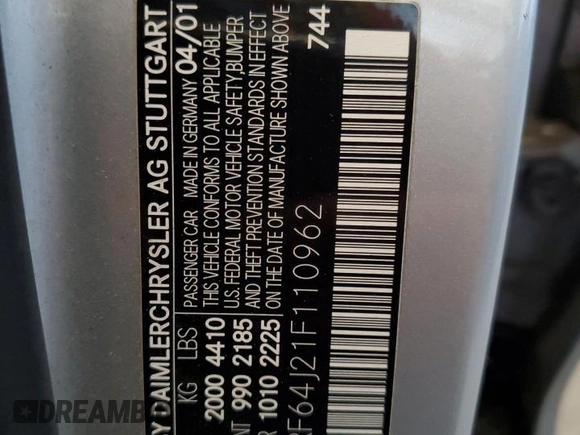 DAIMLERCHRYSLER AG STUTTGART
KG LBS PASSENGER CAR MADE IN GERMANY 04/01
2000 4410 THIS VEHICLE CONFORMS TO ALL APPLICABLE
990 2185 U.S. FEDERAL MOTOR VEHICLE SAFETY,BUMPER
AND THEFT PREVENTION STANDARDS IN EFFECT
1010 2225 ON THE DATE OF MANUFACTURE SHOWN ABOVE
F64J21F110962
744